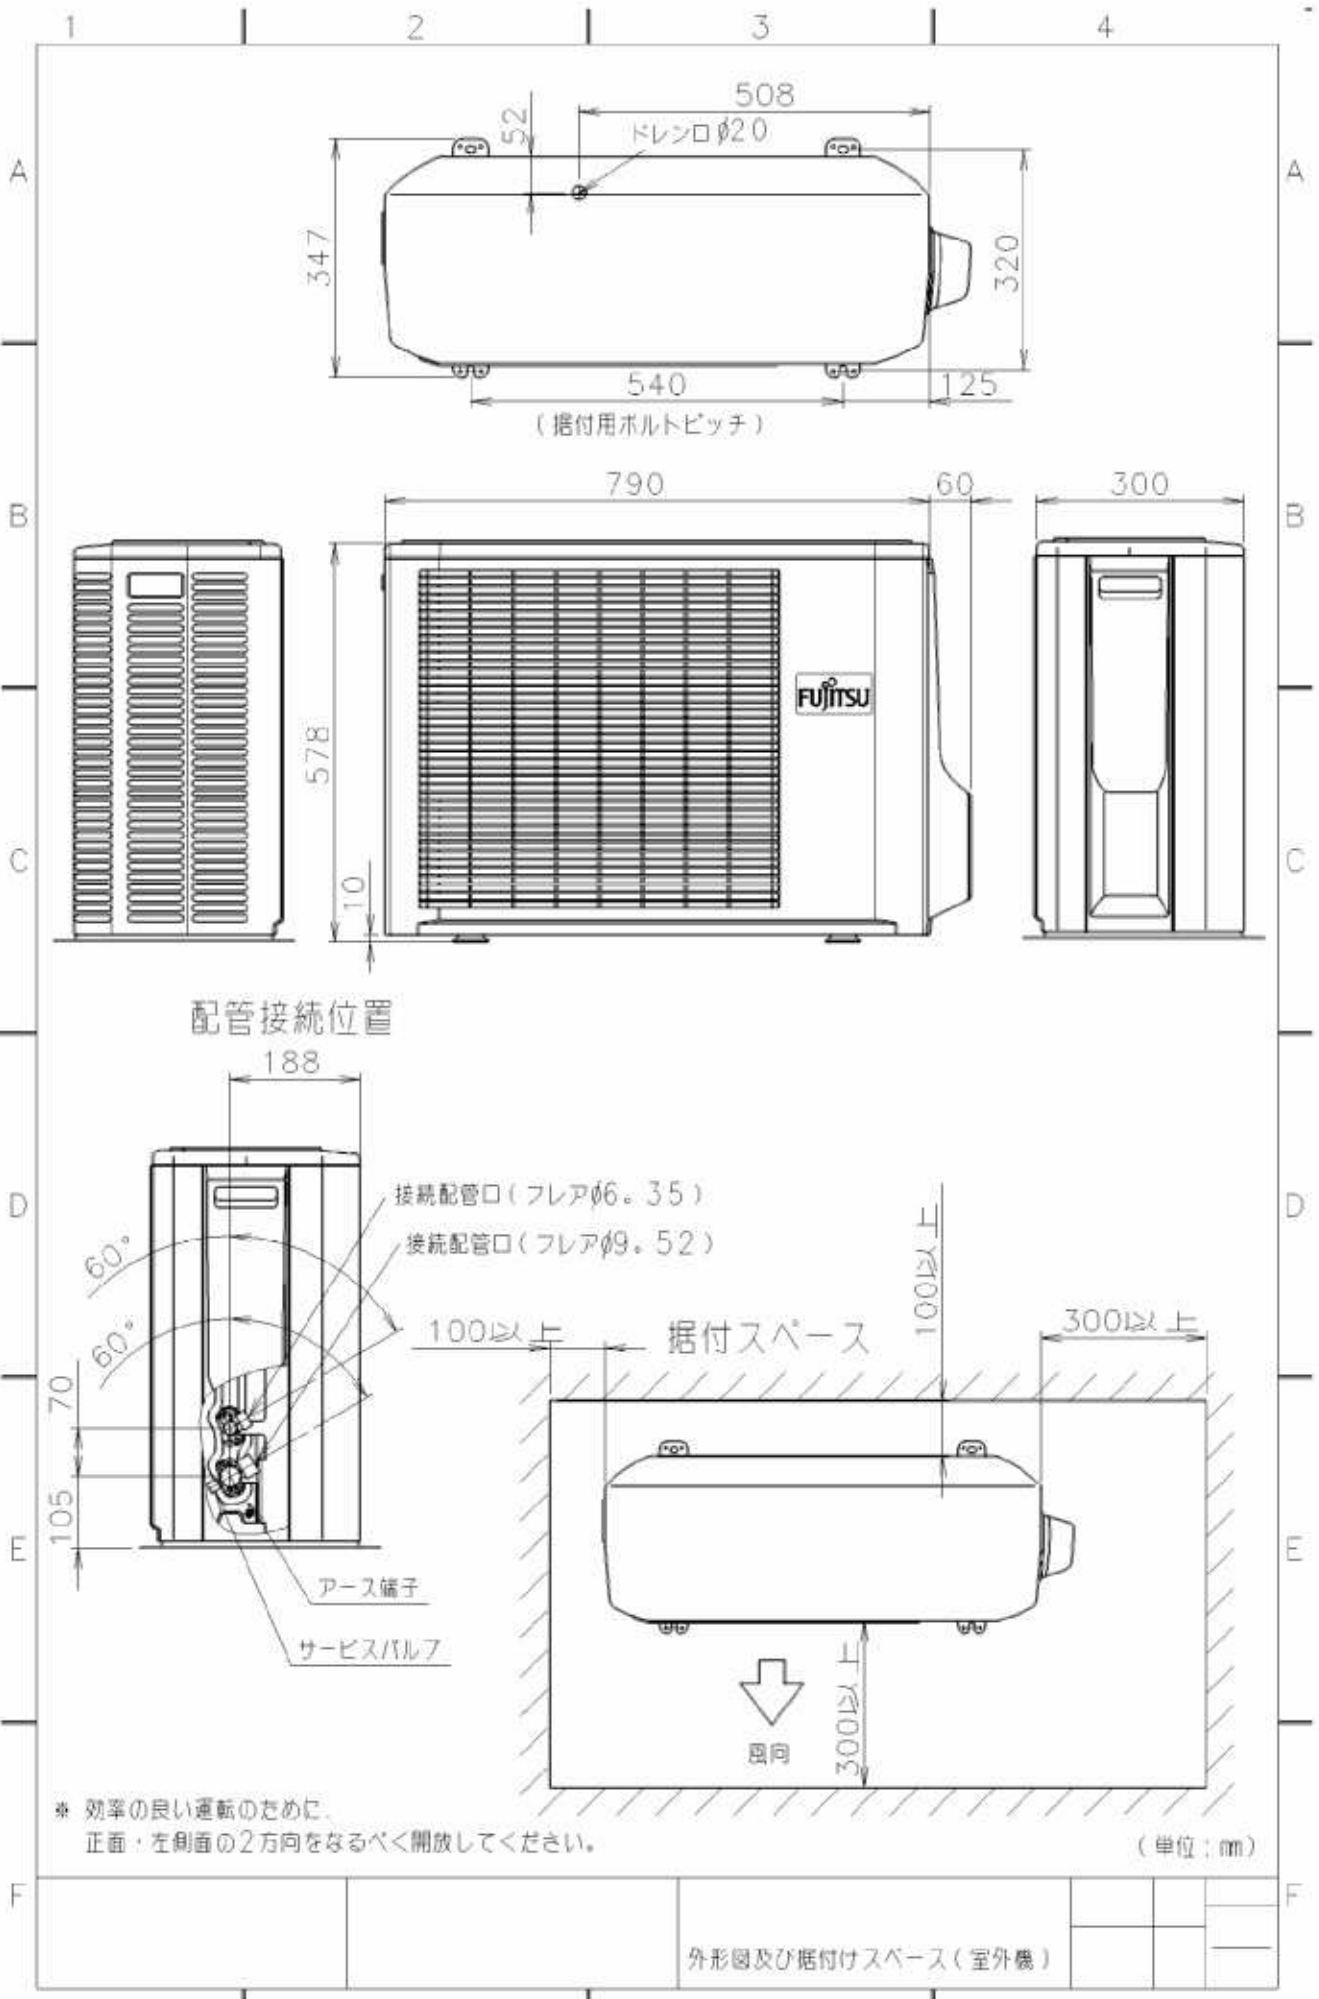 1 2 3 4
A A
508
52
ドレン口φ20
347
320
540
125
(据付用ボルトピッチ)
B B
790
60
300
FUJITSU
578
10
C C
配管接続位置
188
D D
接続配管口(フレアφ6。35)
接続配管口(フレアφ9。52)
60°
60°
70
105
100以上
据付スペース
100以上
300以上
E E
アース端子
サービスバルブ
300以上
風向
※ 効率の良い運転のために、
正面・左側面の2方向をなるべく開放してください。
(単位:mm)
F F
外形図及び据付けスペース(室外機)